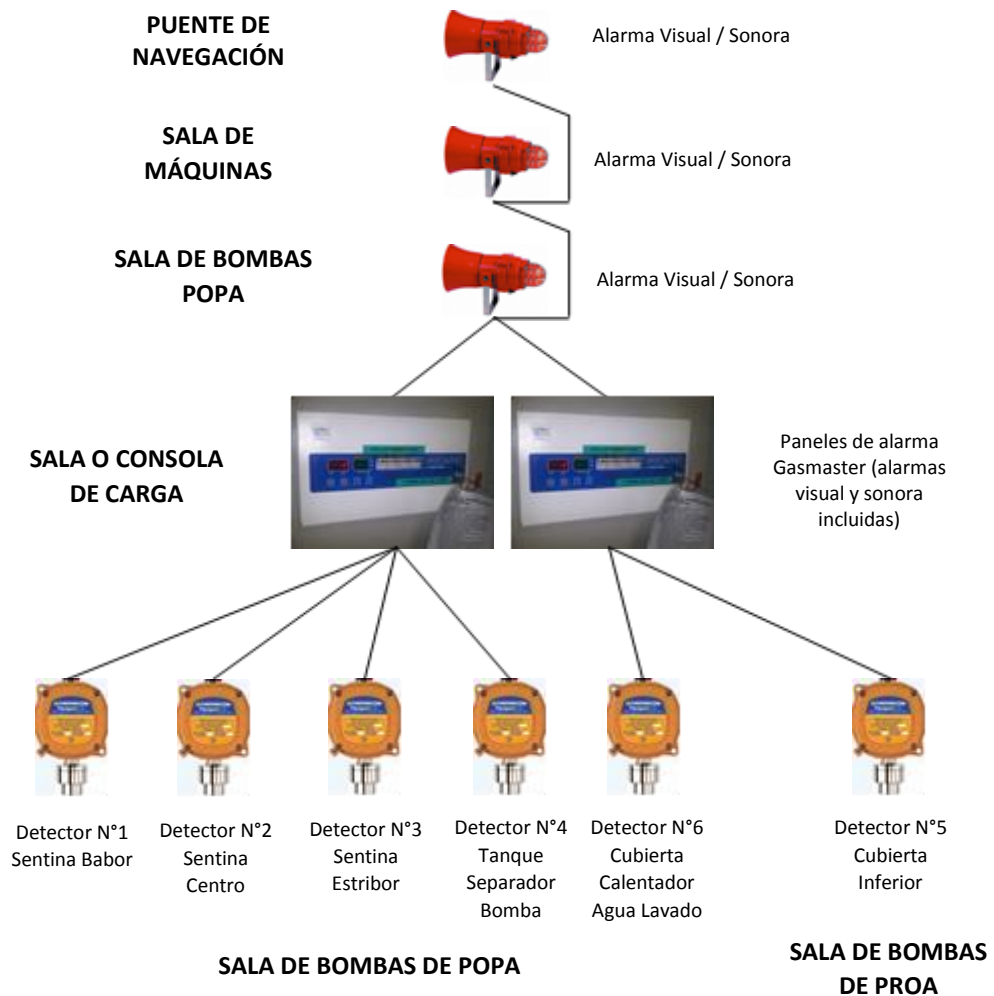 PUENTE DE
NAVEGACIÓN
Alarma Visual / Sonora
SALA DE
MÁQUINAS
Alarma Visual / Sonora
SALA DE BOMBAS
POPA
Alarma Visual / Sonora
SALA O CONSOLA
DE CARGA
Paneles de alarma
Gasmaster (alarmas
visual y sonora
incluidas)
Detector N°1
Sentina Babor
Detector N°2
Sentina
Centro
Detector N°3
Sentina
Estribor
Detector N°4
Tanque
Separador
Bomba
Detector N°6
Cubierta
Calentador
Agua Lavado
Detector N°5
Cubierta
Inferior
SALA DE BOMBAS DE POPA
SALA DE BOMBAS
DE PROA